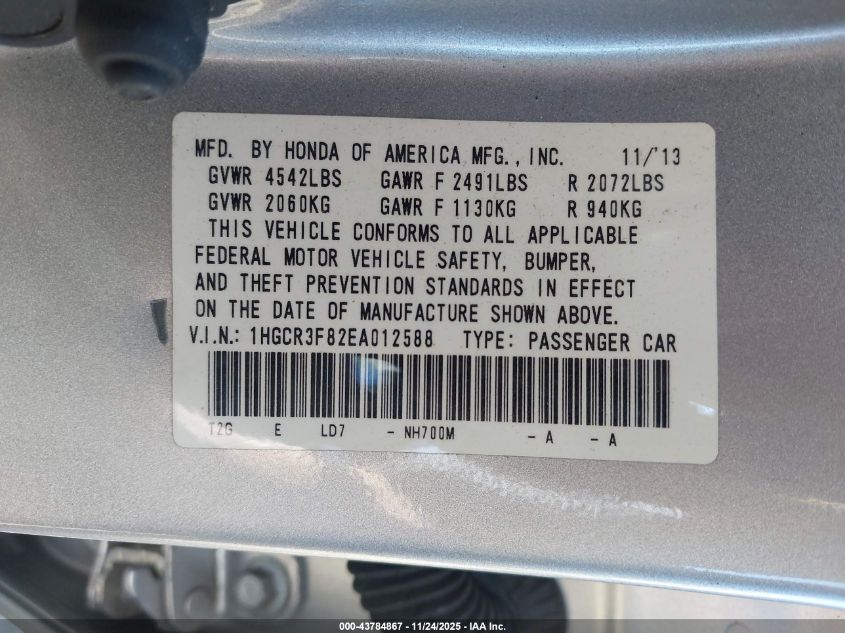 MFD. BY HONDA OF AMERICA MFG., INC. 11/'13
GVWR 4542LBS GAWR F 2491LBS R 2072LBS
GVWR 2060KG GAWR F 1130KG R 940KG
THIS VEHICLE CONFORMS TO ALL APPLICABLE
FEDERAL MOTOR VEHICLE SAFETY, BUMPER,
AND THEFT PREVENTION STANDARDS IN EFFECT
ON THE DATE OF MANUFACTURE SHOWN ABOVE.
V.I.N.: 1HGCR3F82EA012588 TYPE: PASSENGER CAR
T2G E LD7 - NH700M - A - A
000-43784867 - 11/24/2025 - IAA Inc.